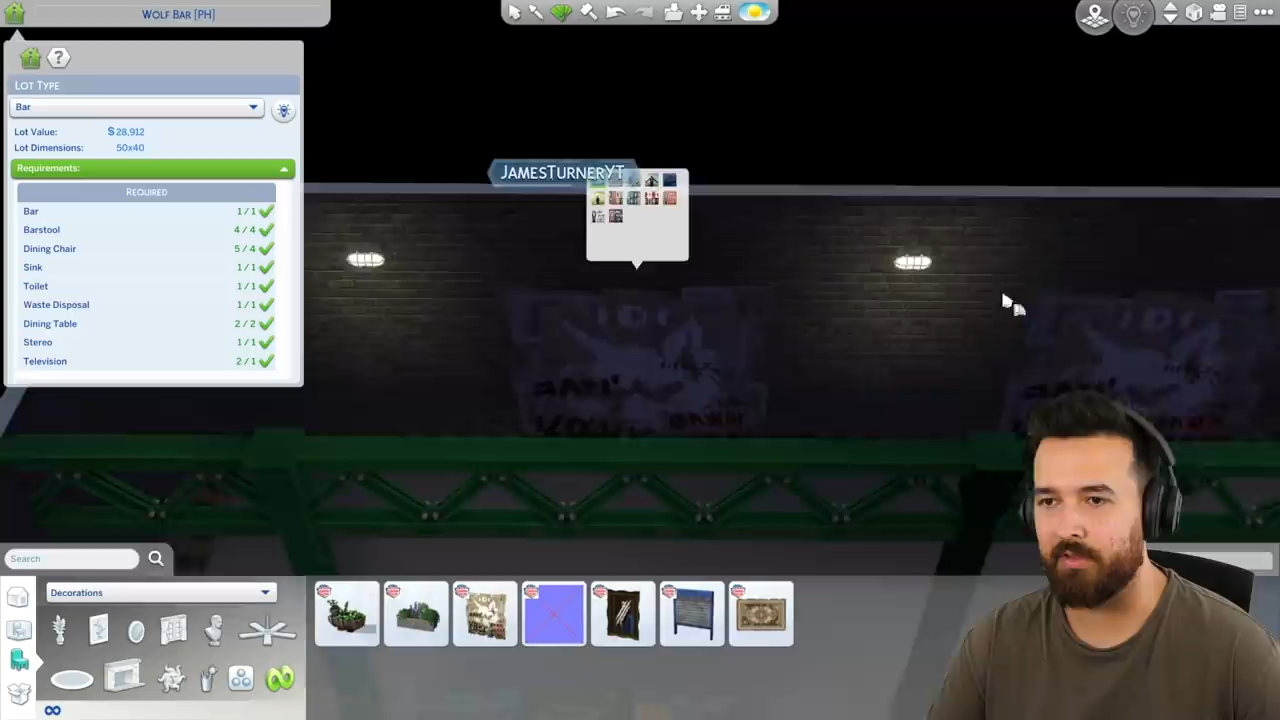 WOLF BAR [PH]
LOT TYPE
Bar
Lot Value: $28,912
Lot Dimensions: 50x40
Requirements:
REQUIRED
Bar 1/1
Barstool 4/4
Dining Chair 5/4
Sink 1/1
Toilet 1/1
Waste Disposal 1/1
Dining Table 2/2
Stereo 1/1
Television 2/1
JAMESTURNERYT
Search
Decorations